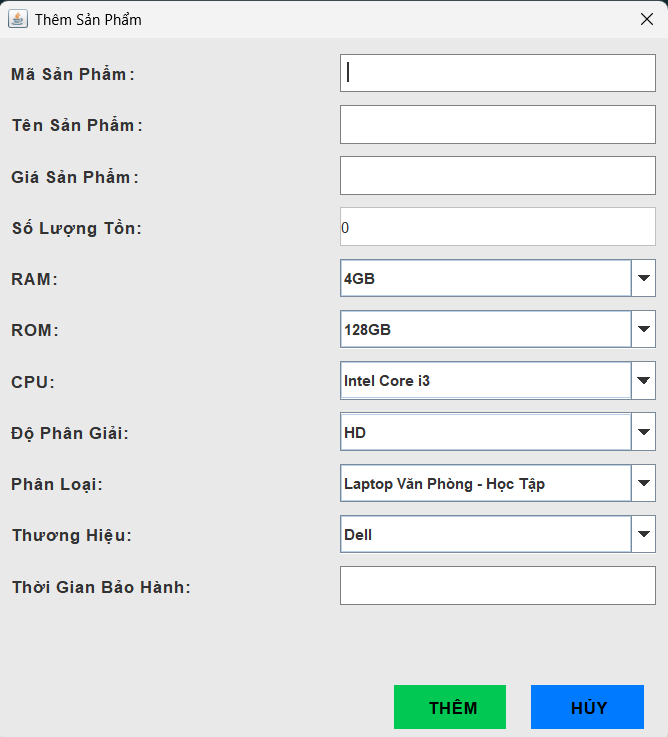 Thêm Sản Phẩm
Mã Sản Phẩm:
Tên Sản Phẩm:
Giá Sản Phẩm:
Số Lượng Tồn: 0
RAM: 4GB
ROM: 128GB
CPU: Intel Core i3
Độ Phân Giải: HD
Phân Loại: Laptop Văn Phòng - Học Tập
Thương Hiệu: Dell
Thời Gian Bảo Hành:
THÊM HỦY